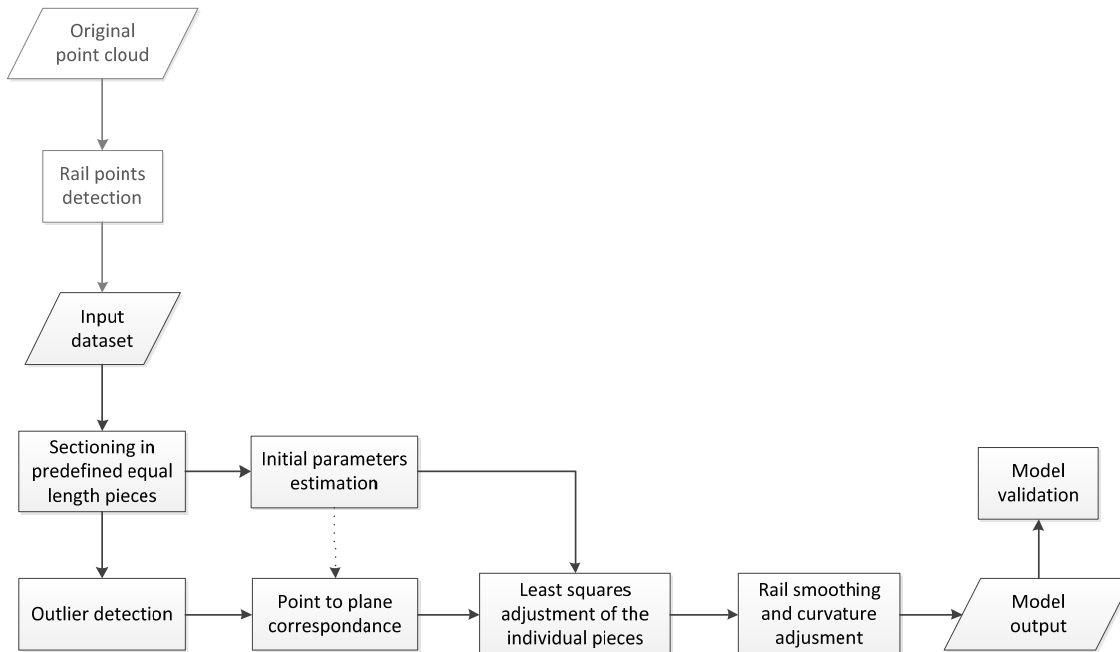 Original
point cloud
Rail points
detection
Input
dataset
Sectioning in
predefined equal
length pieces
Initial parameters
estimation
Model
validation
Outlier detection
Point to plane
correspondance
Least squares
adjustment of the
individual pieces
Rail smoothing
and curvature
adjusment
Model
output